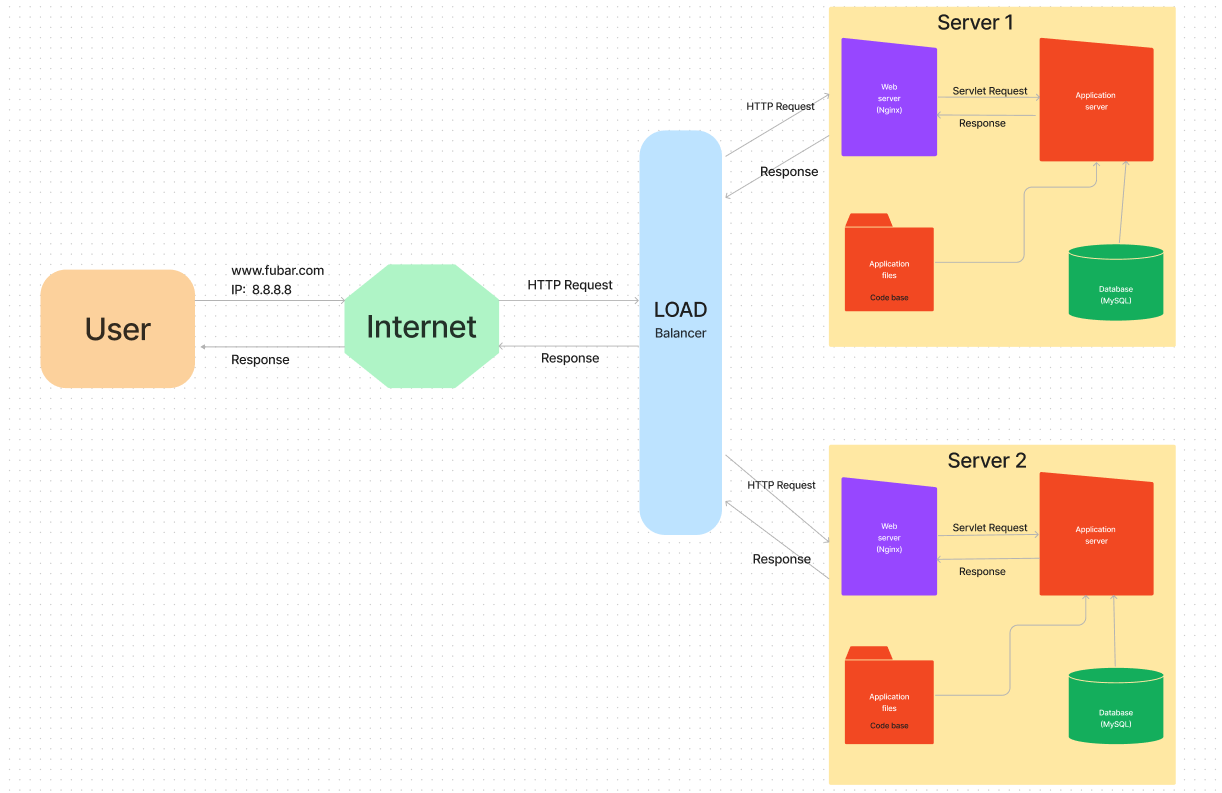 Server 1
Web
server
(Nginx)
Servlet Request
Response
Application
server
HTTP Request
Response
Application
files
Code base
Database
(MySQL)
www.fubar.com
IP:  8.8.8.8
User
Response
Internet
HTTP Request
Response
LOAD
Balancer
Server 2
HTTP Request
Response
Web
server
(Nginx)
Servlet Request
Response
Application
server
Application
files
Code base
Database
(MySQL)